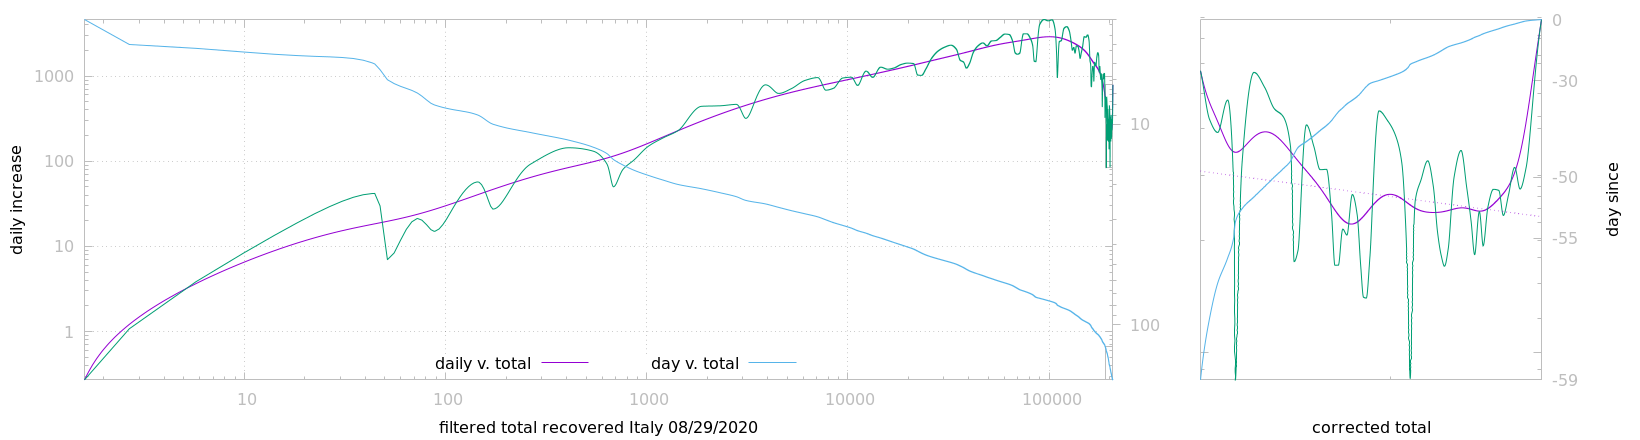 daily increase
1000
100
10
1
10
100
1000
10000
100000
10
100
daily v. total
day v. total
filtered total recovered Italy 08/29/2020
0
-30
-50
-55
-59
day since
corrected total